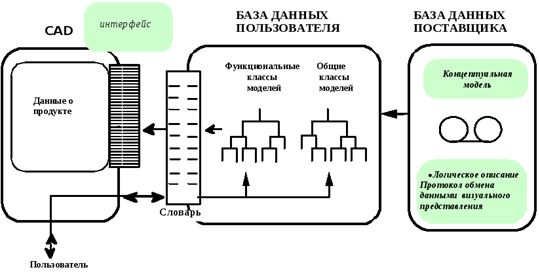 CAD
интерфейс
БАЗА ДАННЫХ
ПОЛЬЗОВАТЕЛЯ
БАЗА ДАННЫХ
ПОСТАВЩИКА
Данные о
продукте
Функциональные
классы
моделей
Общие
классы
моделей
Концептуальная
модель
•Логическое описание
Протокол обмена
данными визуального
представления
Словарь
Пользователь